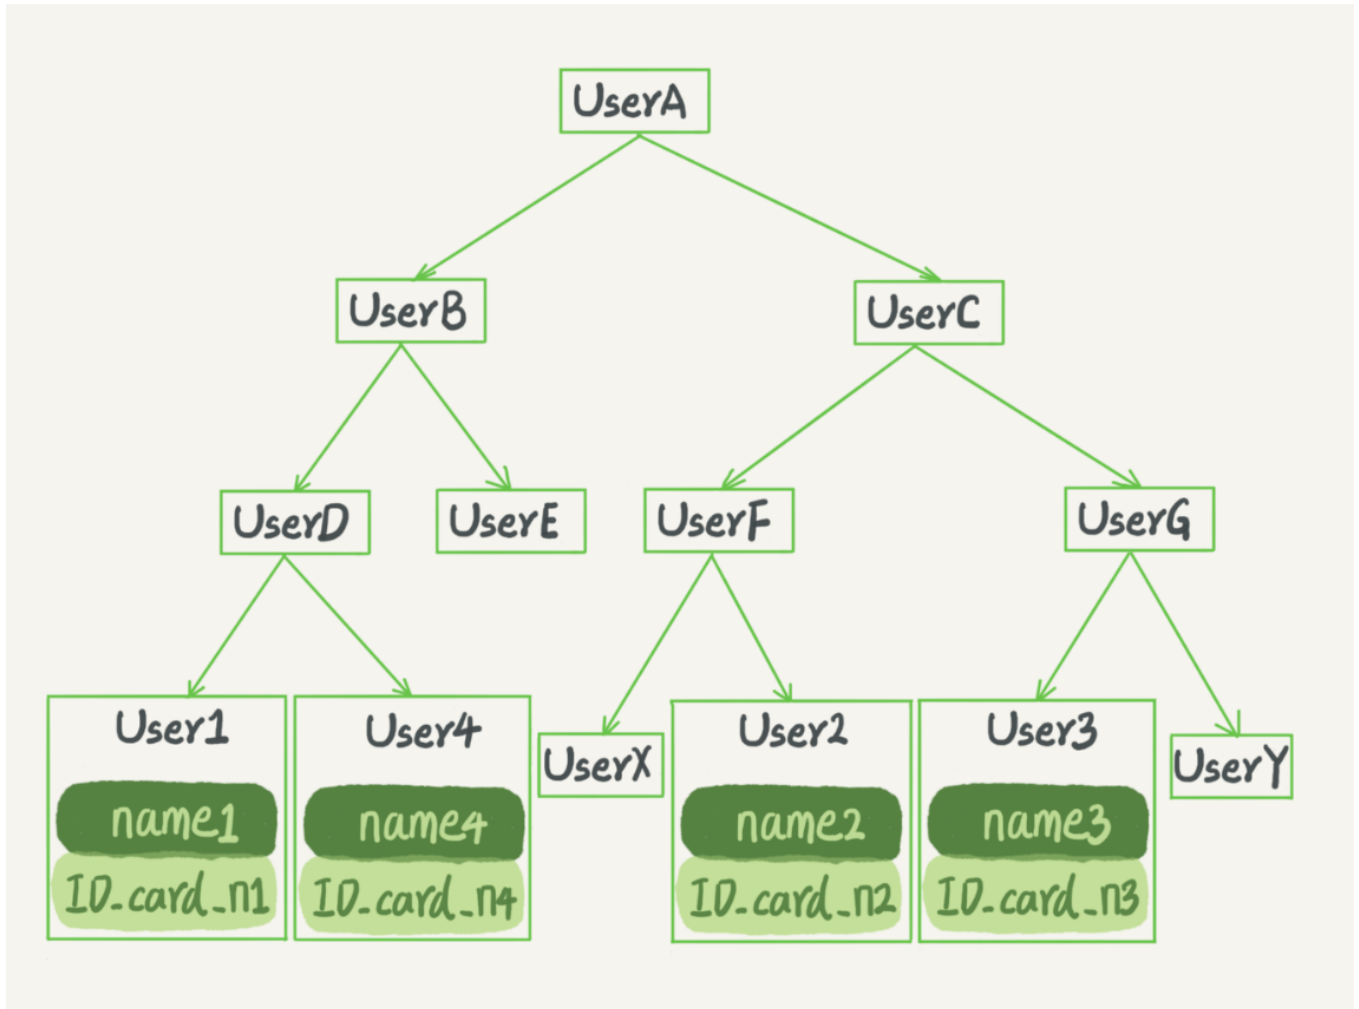 UserA
UserB
UserC
UserD
UserE
UserF
UserG
User1
name1
ID_card_n1
User4
name4
ID_card_n4
UserX
User2
name2
ID_card_n2
User3
name3
ID_card_n3
UserY